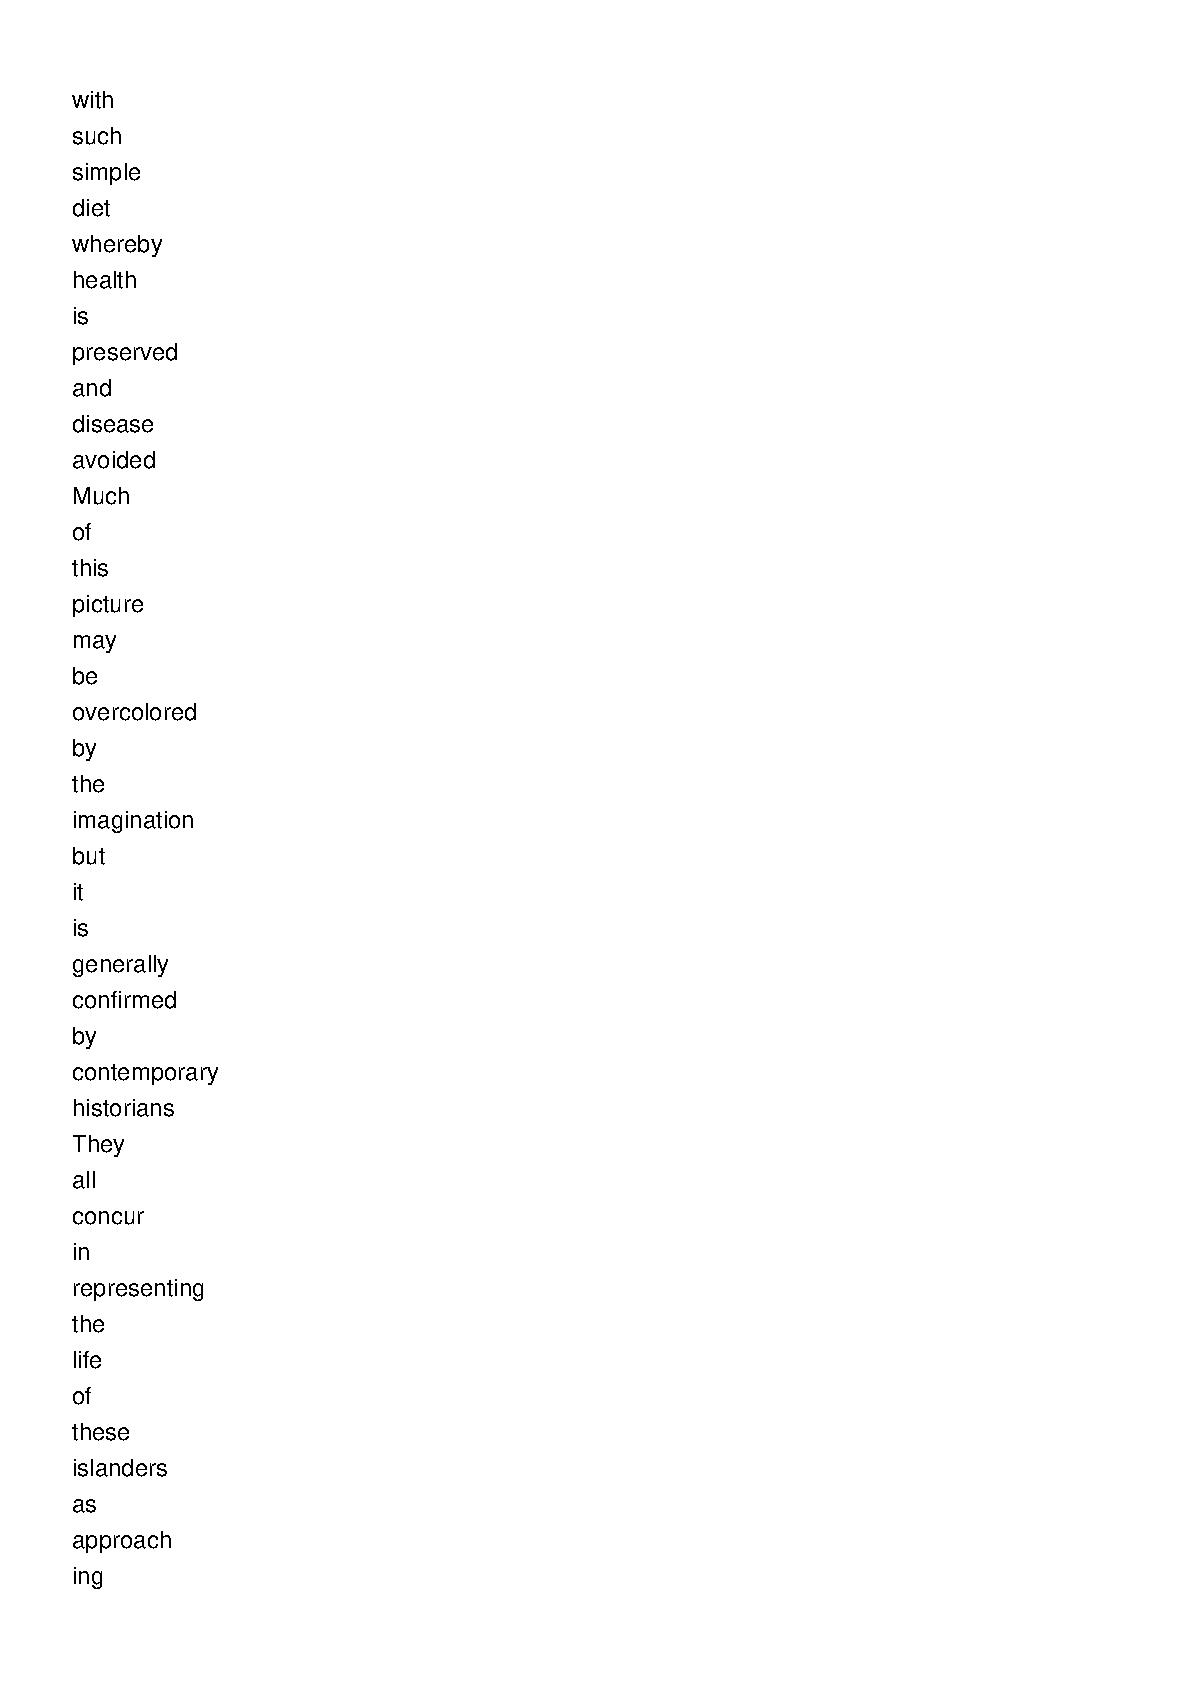 with
such
simple
diet
whereby
health
is
preserved
and
disease
avoided
Much
of
this
picture
may
be
overcolored
by
the
imagination
but
it
is
generally
confirmed
by
contemporary
historians
They
all
concur
in
representing
the
life
of
these
islanders
as
approach
ing